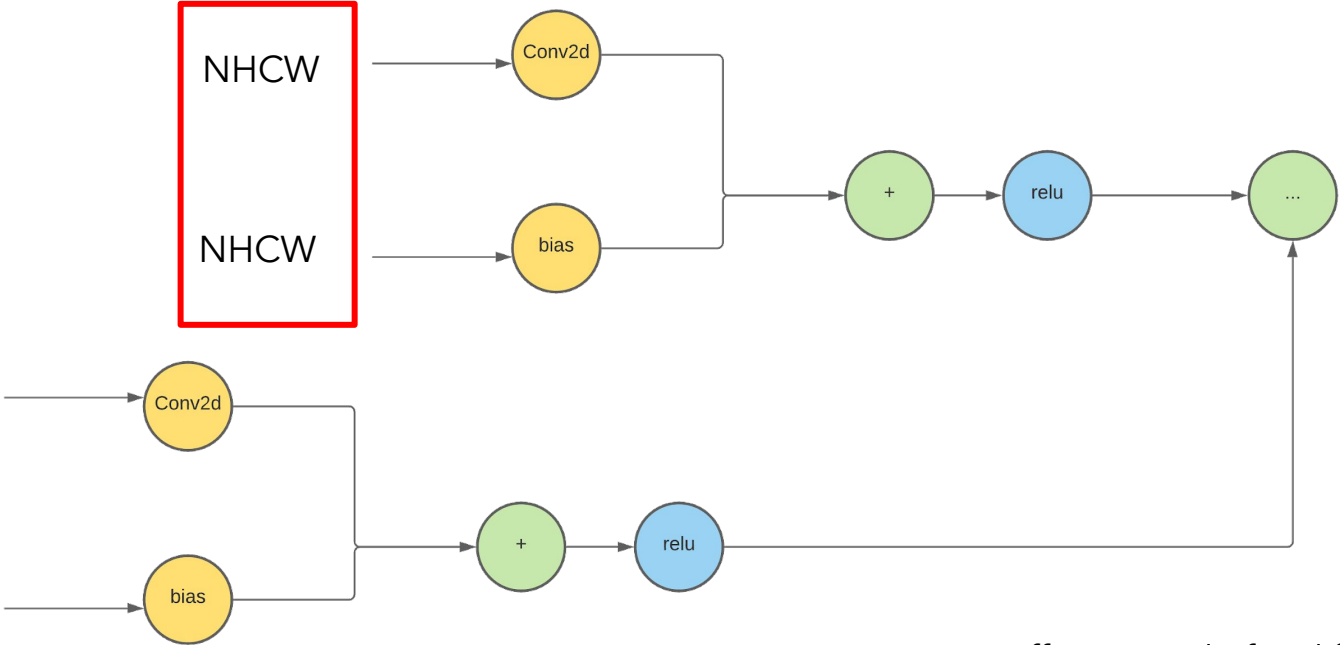 NHCW
Conv2d
NHCW
bias
+
relu
...
Conv2d
bias
+
relu